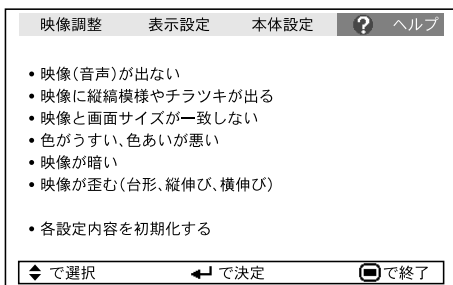 映像調整 表示設定 本体設定 ? ヘルプ
•映像(音声)が出ない
•映像に縦縞模様やチラツキが出る
•映像と画面サイズが一致しない
•色がうすい、色あいが悪い
•映像が暗い
•映像が歪む(台形、縦伸び、横伸び)
•各設定内容を初期化する
で選択 で決定 で終了